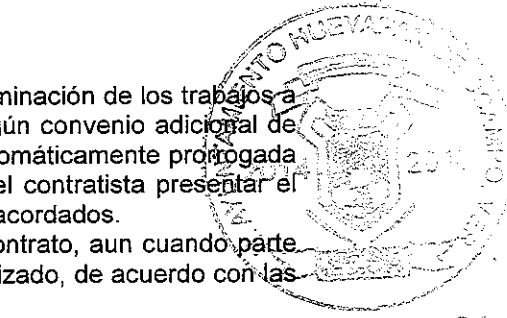 minación de los trabajos a
ún convenio adicional de
omáticamente prorrogada
el contratista presentar el
acordados.
ontrato, aun cuando parte
izado, de acuerdo con las